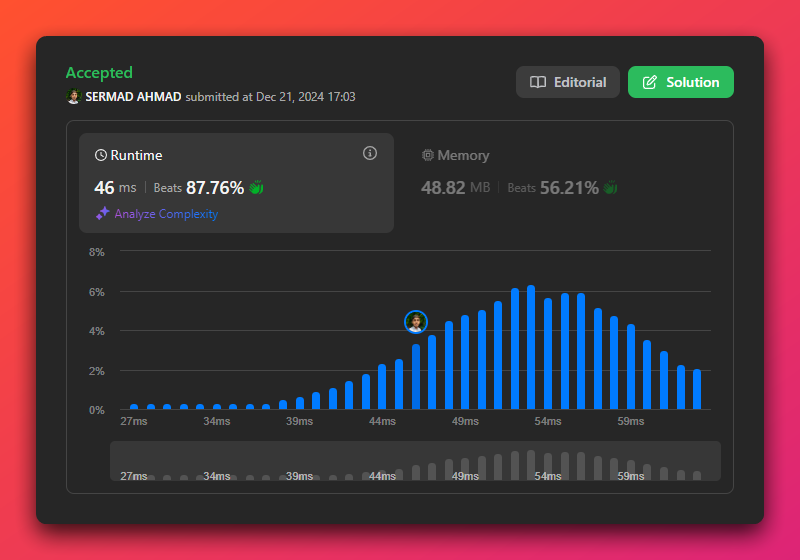 Accepted
SERMAD AHMAD submitted at Dec 21, 2024 17:03
Editorial
Solution
Runtime
46 ms Beats 87.76%
Analyze Complexity
Memory
48.82 MB Beats 56.21%
8%
6%
4%
2%
0%
27ms 34ms 39ms 44ms 49ms 54ms 59ms
27ms 34ms 39ms 44ms 49ms 54ms 59ms